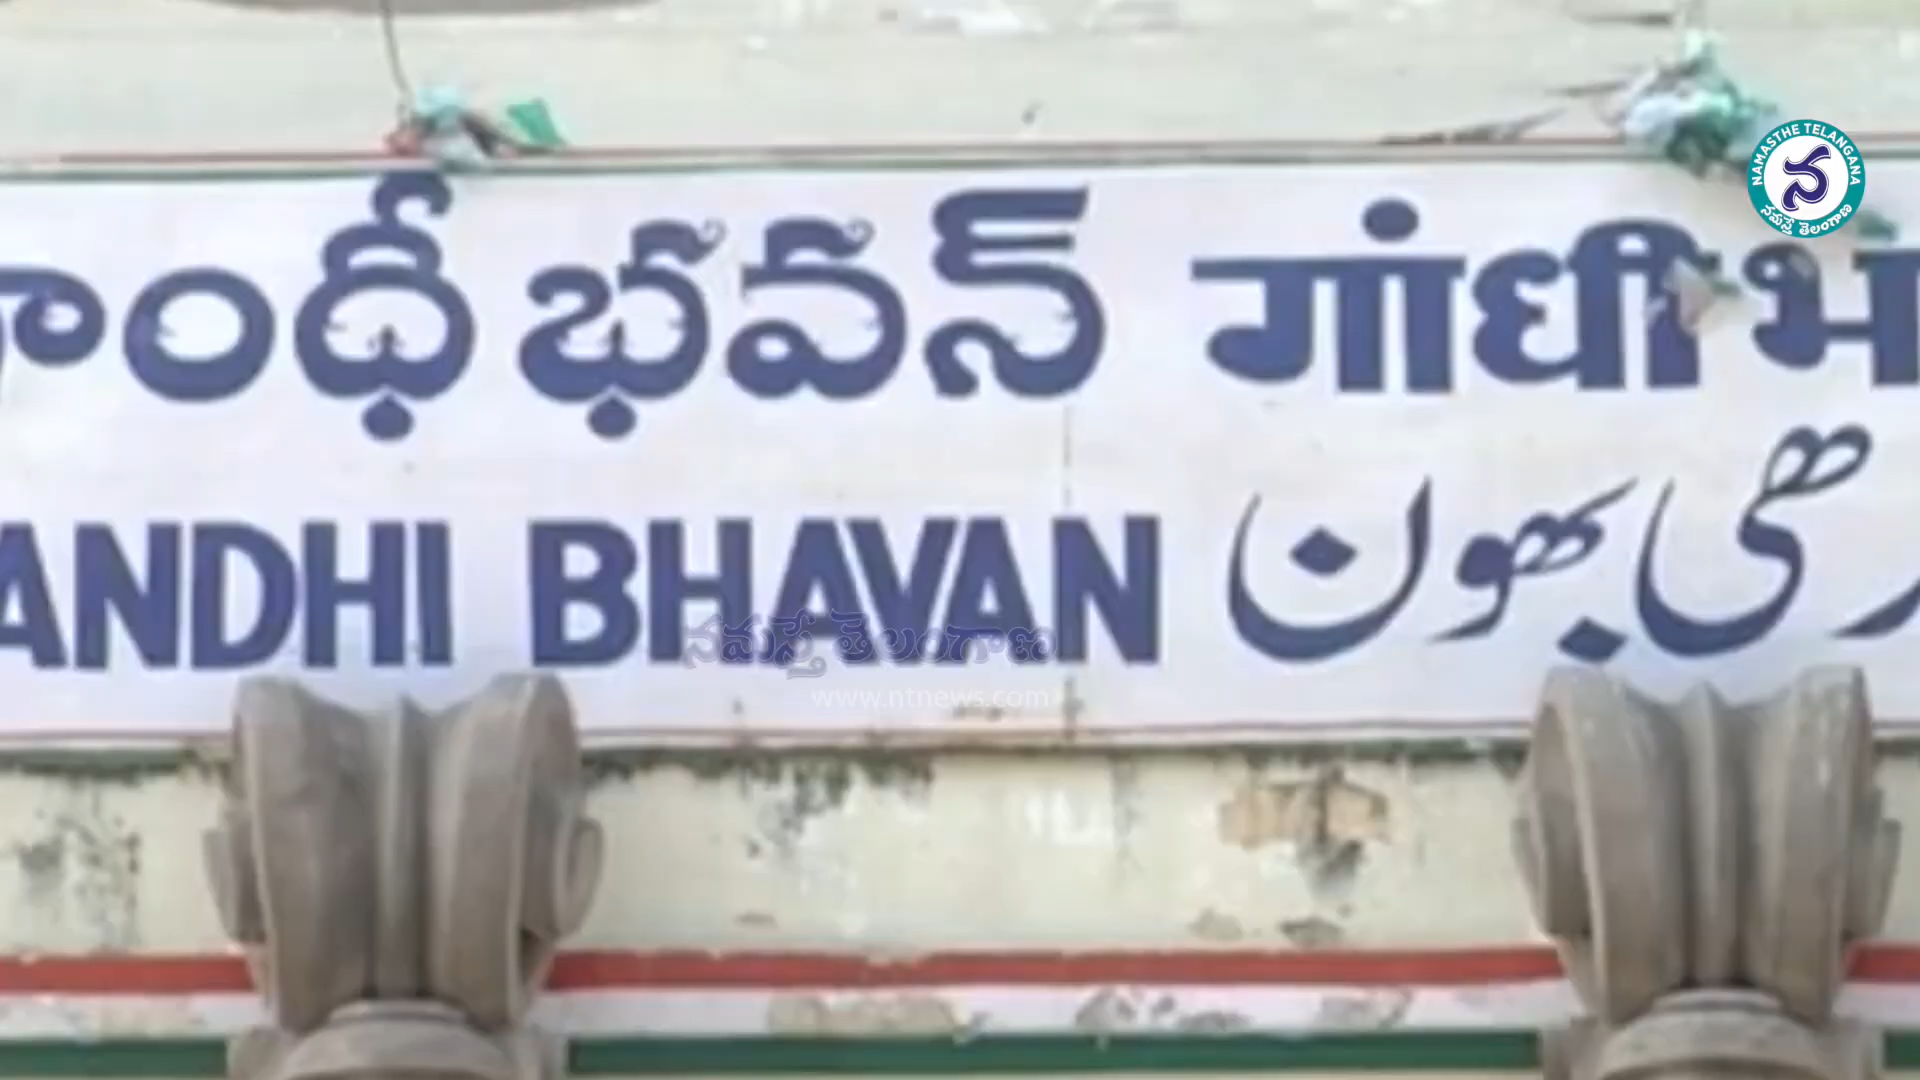 గాంధీ భవన్ गांधी भ
ANDHI BHAVAN بھون
NAMASTHE TELANGANA
న
నమస్తే తెలంగాణ
నమస్తే తెలంగాణ
www.ntnews.com